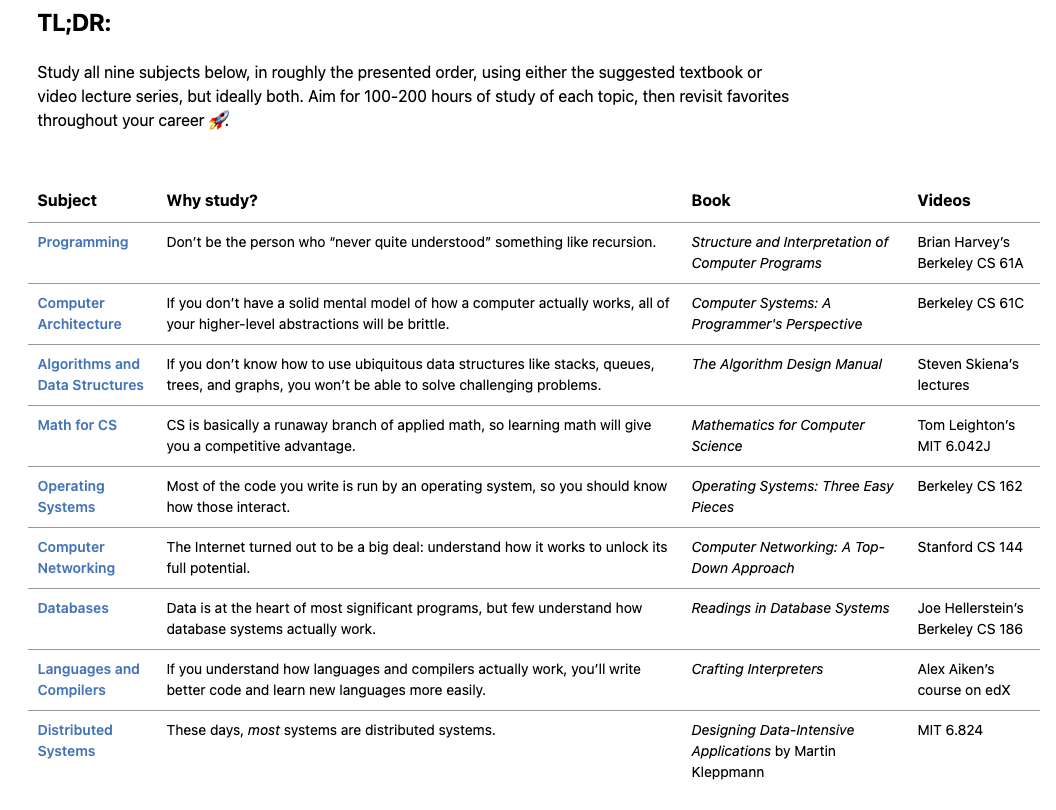 TL;DR:
Study all nine subjects below, in roughly the presented order, using either the suggested textbook or
video lecture series, but ideally both. Aim for 100-200 hours of study of each topic, then revisit favorites
throughout your career 🚀.
Subject Why study? Book Videos
Programming Don’t be the person who “never quite understood” something like recursion. Structure and Interpretation of Brian Harvey’s
Computer Programs Berkeley CS 61A
Computer If you don’t have a solid mental model of how a computer actually works, all of Computer Systems: A Berkeley CS 61C
Architecture your higher-level abstractions will be brittle. Programmer's Perspective
Algorithms and If you don’t know how to use ubiquitous data structures like stacks, queues, The Algorithm Design Manual Steven Skiena’s
Data Structures trees, and graphs, you won’t be able to solve challenging problems. lectures
Math for CS CS is basically a runaway branch of applied math, so learning math will give Mathematics for Computer Tom Leighton’s
you a competitive advantage. Science MIT 6.042J
Operating Most of the code you write is run by an operating system, so you should know Operating Systems: Three Easy Berkeley CS 162
Systems how those interact. Pieces
Computer The Internet turned out to be a big deal: understand how it works to unlock its Computer Networking: A Top- Stanford CS 144
Networking full potential. Down Approach
Databases Data is at the heart of most significant programs, but few understand how Readings in Database Systems Joe Hellerstein’s
database systems actually work. Berkeley CS 186
Languages and If you understand how languages and compilers actually work, you’ll write Crafting Interpreters Alex Aiken’s
Compilers better code and learn new languages more easily. course on edX
Distributed These days, most systems are distributed systems. Designing Data-Intensive MIT 6.824
Systems Applications by Martin
Kleppmann